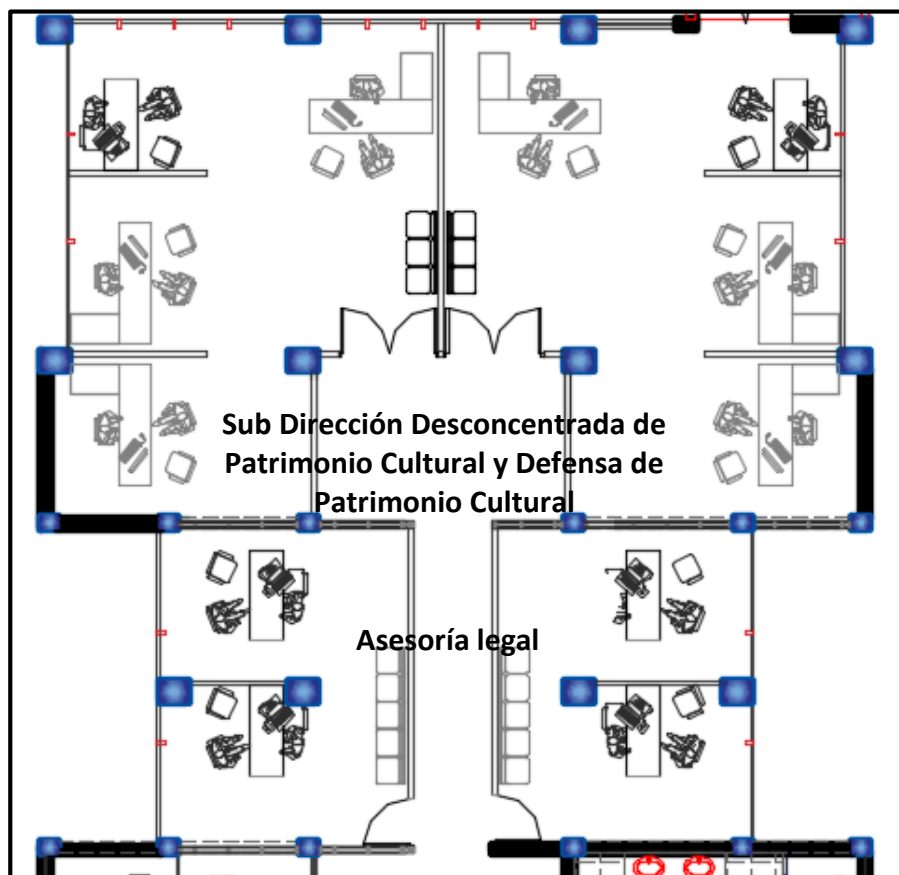 Sub Dirección Desconcentrada de
Patrimonio Cultural y Defensa de
Patrimonio Cultural
Asesoría legal